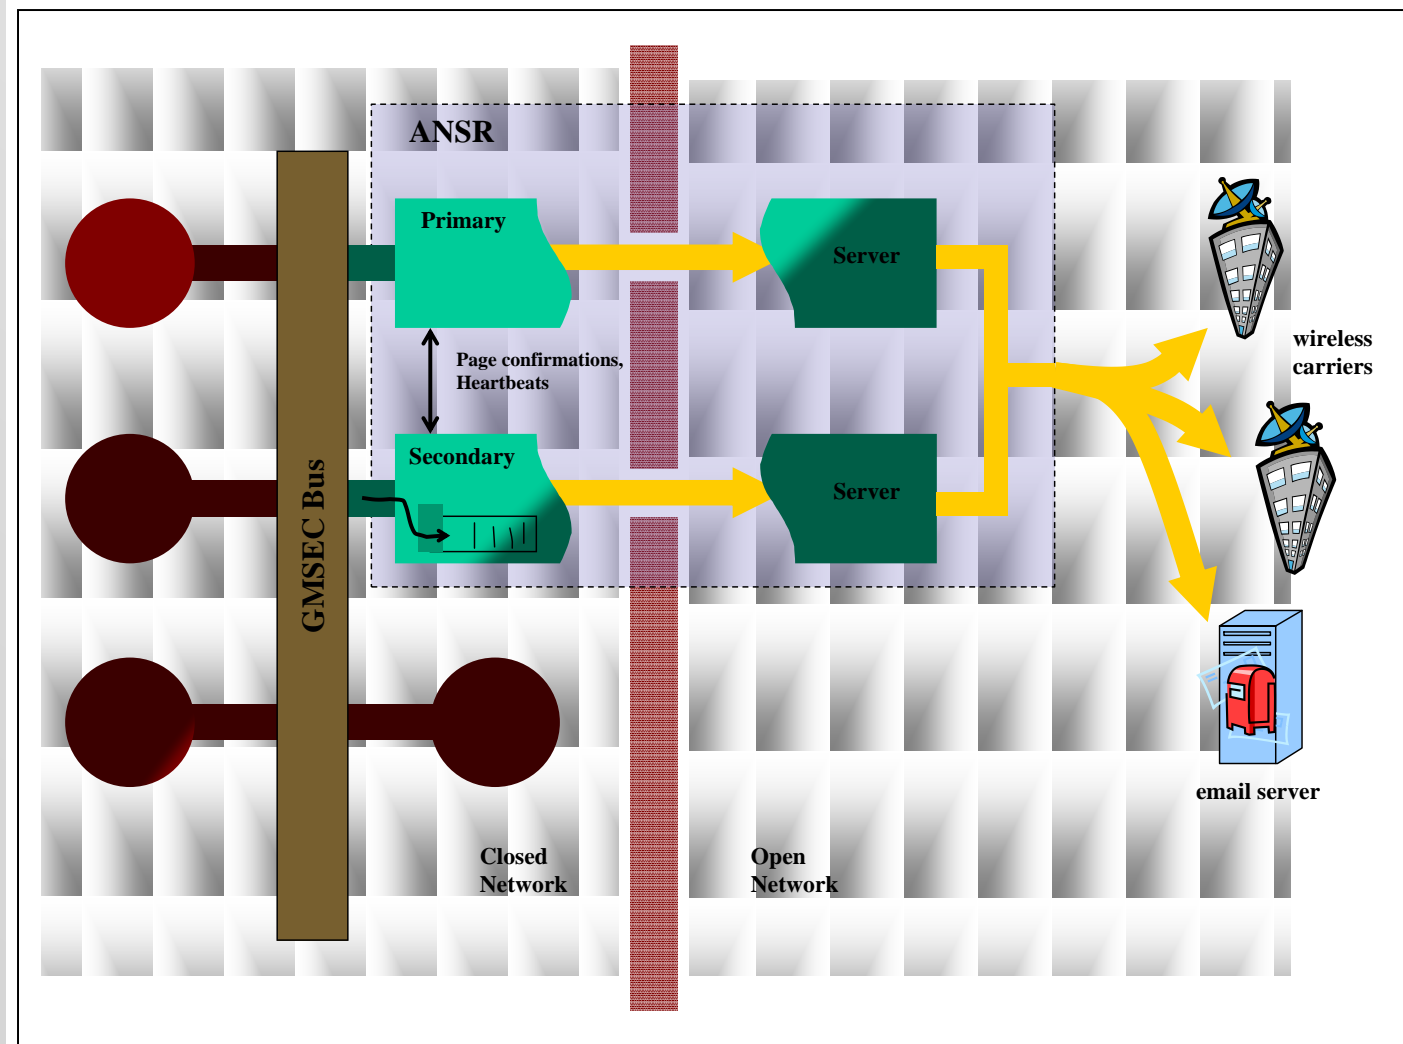 ANSR
Primary
Server
Page confirmations,
Heartbeats
wireless
carriers
Secondary
Server
GMSEC Bus
email server
Closed
Network
Open
Network